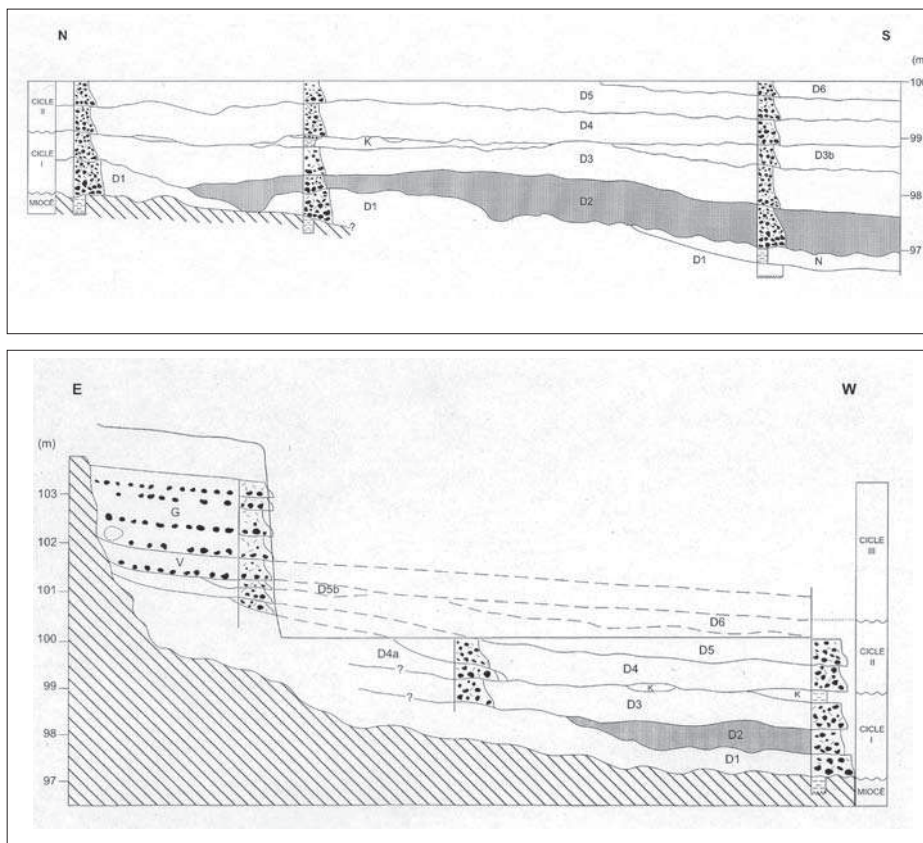 N S
(m)
100
D6
D5
CICLE II
D4
99
K
D3b
CICLE I
D3
D1
98
MIOCÈ
D1
D2
?
97
D1
N
E W
(m)
103
G
102
CICLE III
V
101
D5b
D6
100
D5
D4a
D4
CICLE II
?
99
K
K
D3
?
98
D2
CICLE I
D1
97
MIOCÈ